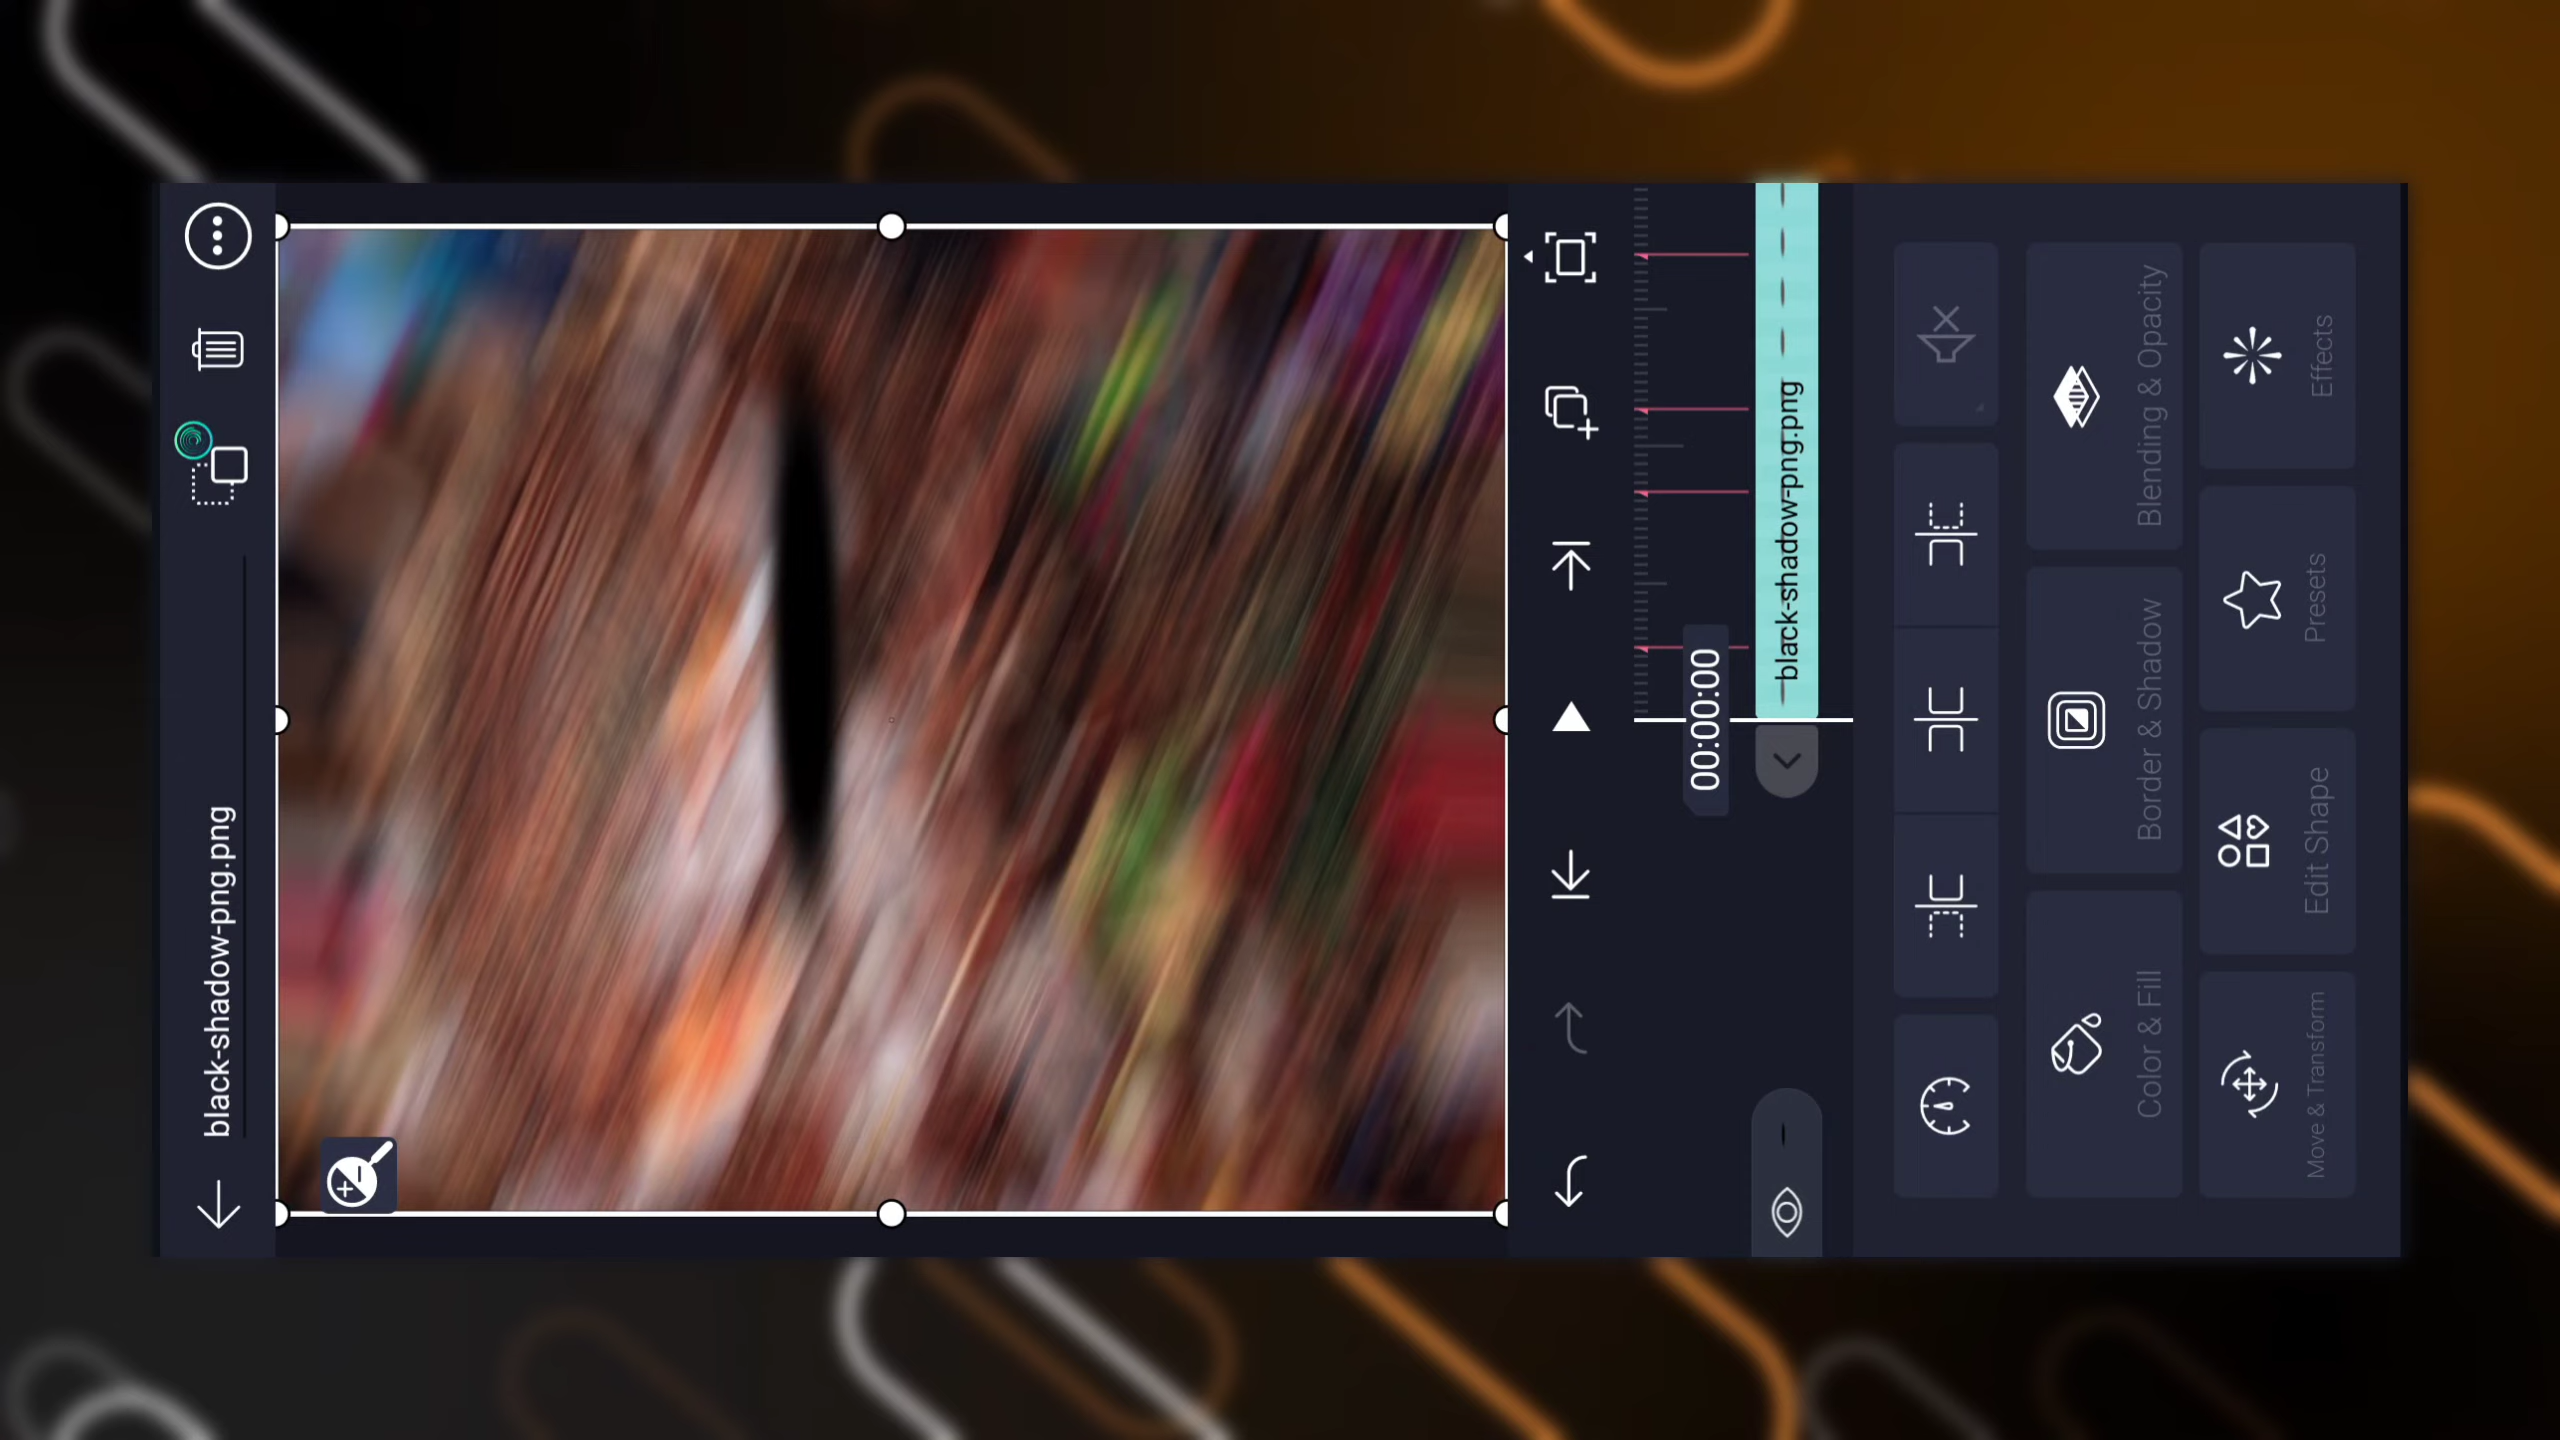 black-shadow-png.png
00:00:00
black-shadow-png.png
Color & Fill
Border & Shadow
Blending & Opacity
Move & Transform
Edit Shape
Presets
Effects